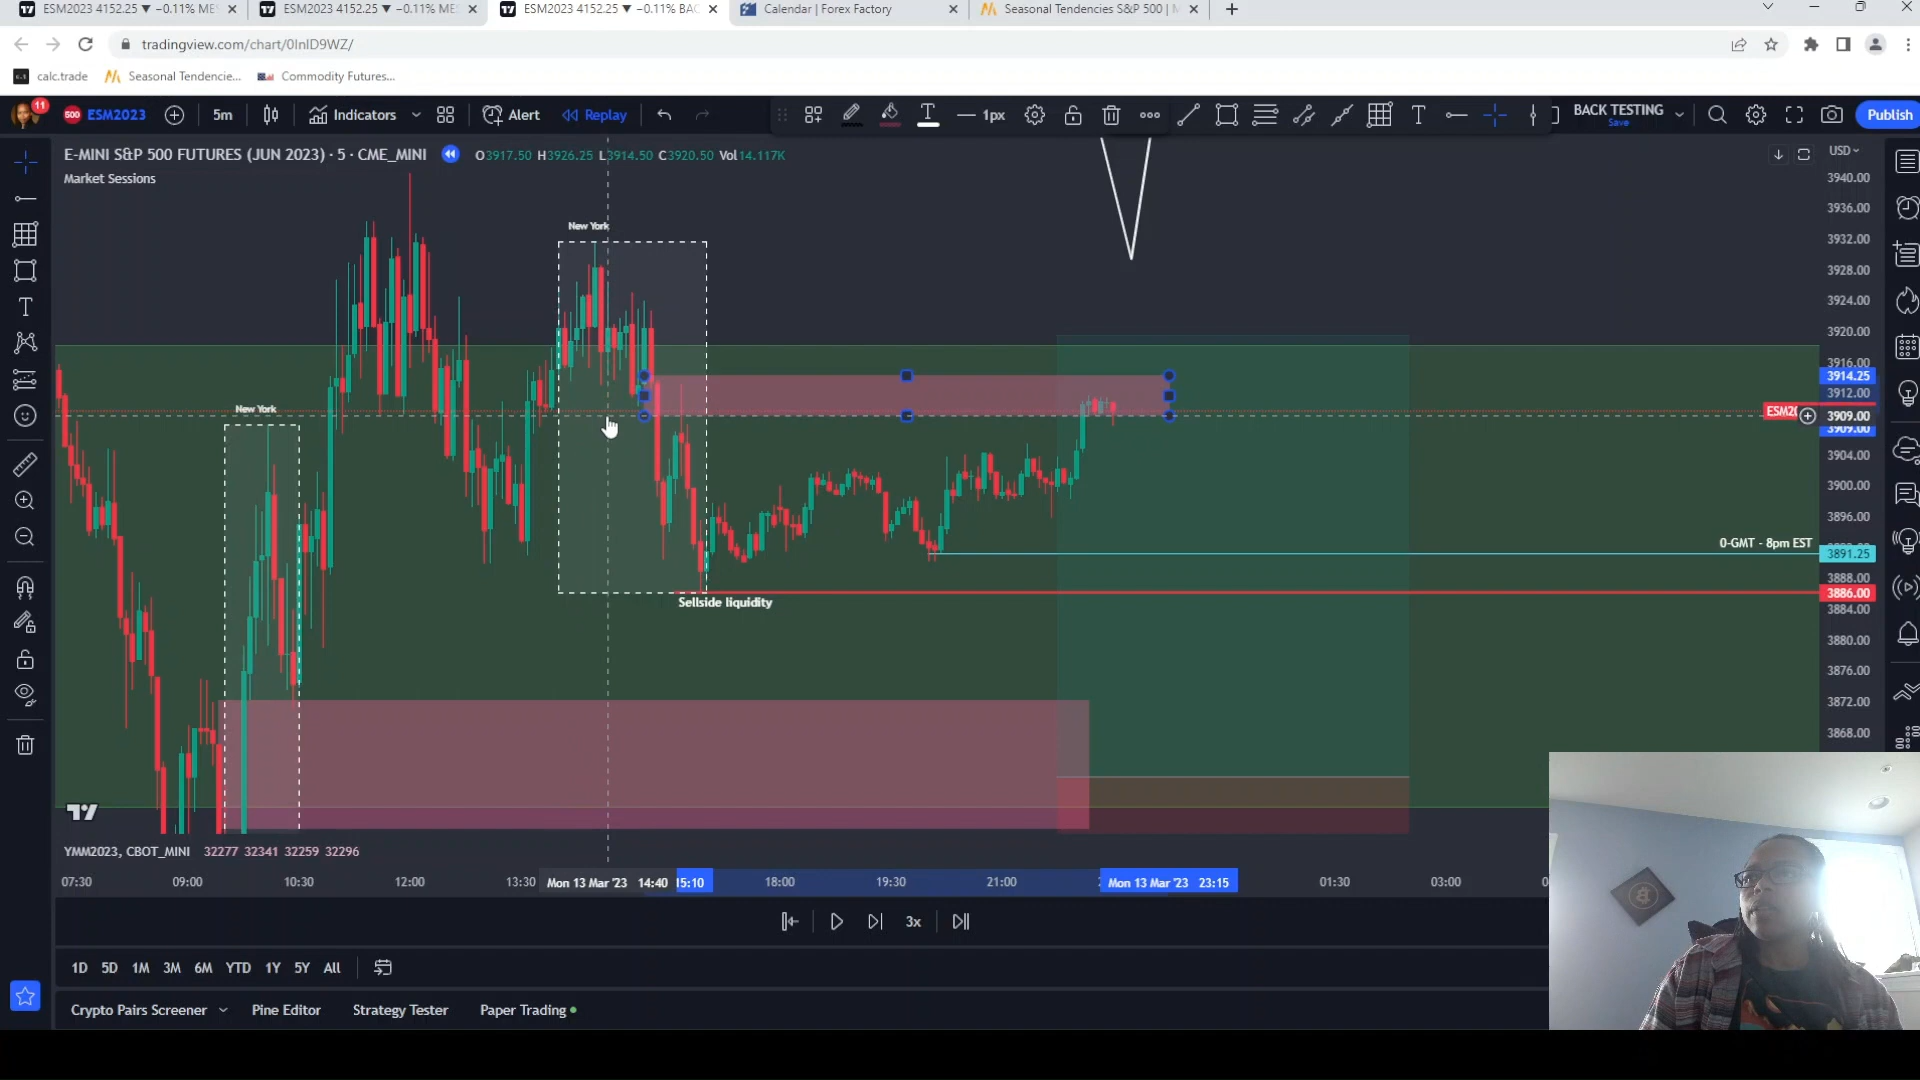 ESM2023 4152.25 ▼ −0.11% ME
ESM2023 4152.25 ▼ −0.11% ME
ESM2023 4152.25 ▼ −0.11% BAC
Calendar | Forex Factory
Seasonal Tendencies S&P 500 |
tradingview.com/chart/0InID9WZ/
calc.trade
Seasonal Tendencie...
Commodity Futures...
11
500
ESM2023
5m
Indicators
Alert
Replay
1px
BACK TESTING
Save
Publish
E-MINI S&P 500 FUTURES (JUN 2023) · 5 · CME_MINI
O3917.50 H3926.25 L3914.50 C3920.50 Vol 14.117K
USD
Market Sessions
3940.00
3936.00
3932.00
3928.00
3924.00
3920.00
3916.00
3914.25
3912.00
3909.00
3909.00
3904.00
3900.00
3896.00
3891.25
3888.00
3886.00
3884.00
3880.00
3876.00
3872.00
3868.00
New York
New York
0-GMT - 8pm EST
Sellside liquidity
YMM2023, CBOT_MINI 32277 32341 32259 32296
07:30
09:00
10:30
12:00
13:30
Mon 13 Mar '23 14:40
15:10
18:00
19:30
21:00
Mon 13 Mar '23 23:15
01:30
03:00
3x
1D 5D 1M 3M 6M YTD 1Y 5Y All
Crypto Pairs Screener
Pine Editor
Strategy Tester
Paper Trading